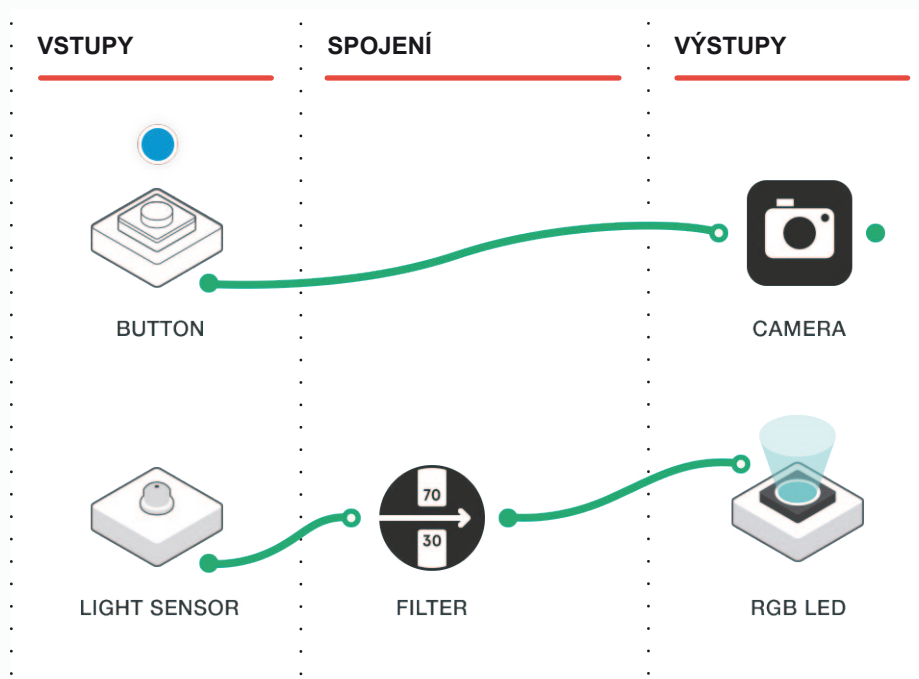 VSTUPY
SPOJENÍ
VÝSTUPY
BUTTON
CAMERA
70
30
LIGHT SENSOR
FILTER
RGB LED